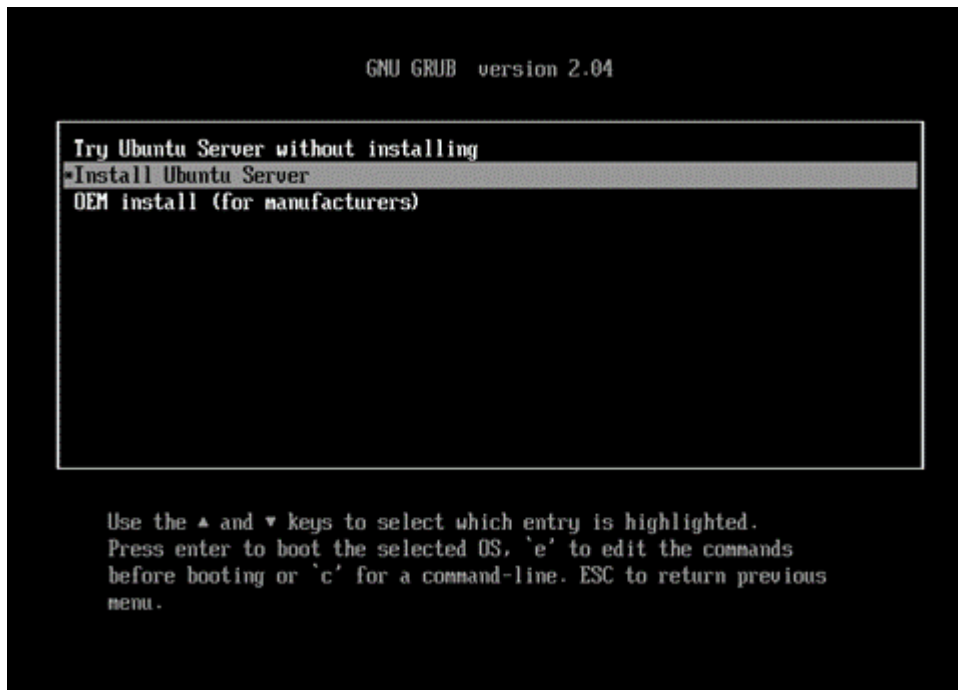 GNU GRUB version 2.04
Try Ubuntu Server without installing
*Install Ubuntu Server
OEM install (for manufacturers)
Use the ▲ and ▼ keys to select which entry is highlighted.
Press enter to boot the selected OS, `e' to edit the commands
before booting or `c' for a command-line. ESC to return previous
menu.